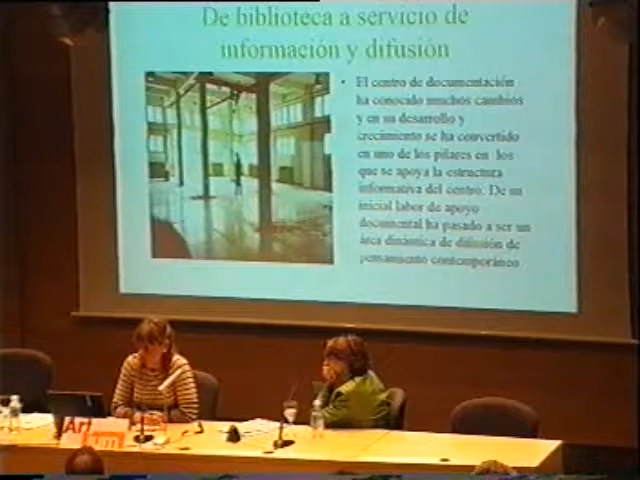 De biblioteca a servicio de
información y difusión
• El centro de documentación
ha conocido muchos cambios
y en su desarrollo y
crecimiento se ha convertido
en uno de los pilares en los
que se apoya la estructura
informativa del centro. De un
inicial labor de apoyo
documental ha pasado a ser un
área dinámica de difusión de
pensamiento contemporáneo